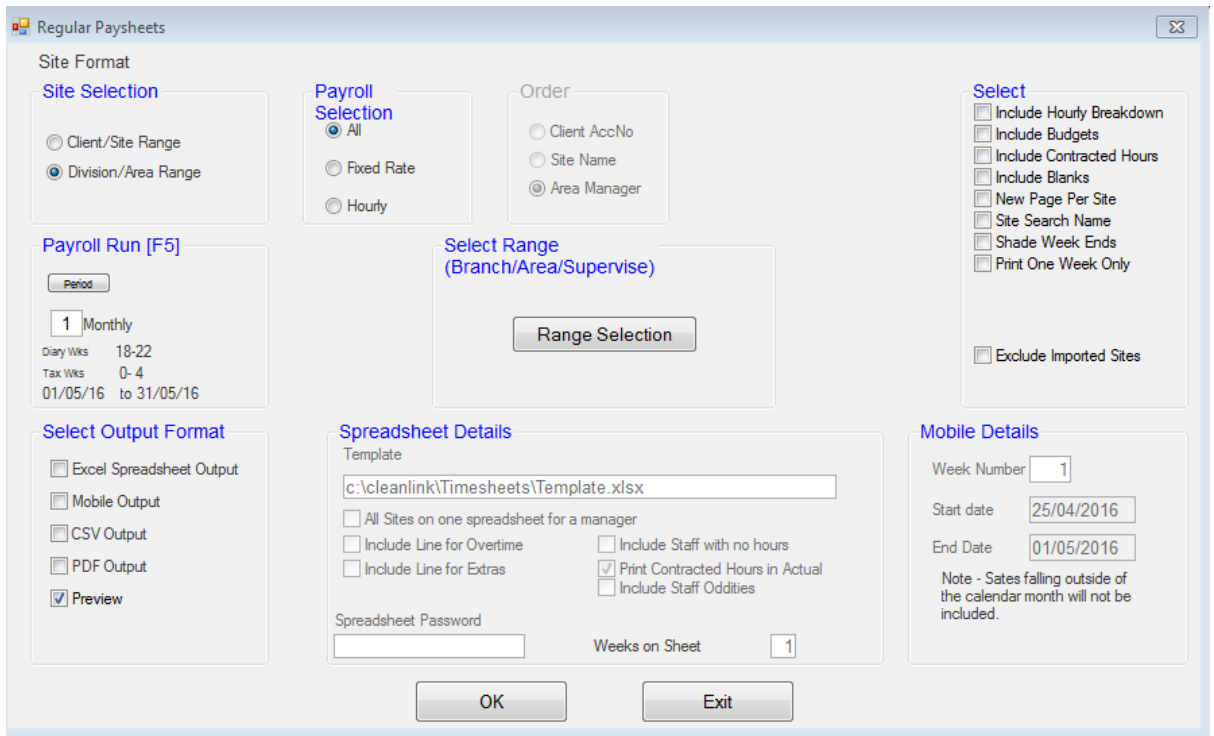 Regular Paysheets
Site Format
Site Selection
Client/Site Range
Division/Area Range
Payroll
Selection
All
Fixed Rate
Hourly
Order
Client AccNo
Site Name
Area Manager
Select
Include Hourly Breakdown
Include Budgets
Include Contracted Hours
Include Blanks
New Page Per Site
Site Search Name
Shade Week Ends
Print One Week Only
Exclude Imported Sites
Payroll Run [F5]
Period
1 Monthly
Diary Wks 18-22
Tax Wks 0- 4
01/05/16 to 31/05/16
Select Range
(Branch/Area/Supervise)
Range Selection
Select Output Format
Excel Spreadsheet Output
Mobile Output
CSV Output
PDF Output
Preview
Spreadsheet Details
Template
c:\cleanlink\Timesheets\Template.xlsx
All Sites on one spreadsheet for a manager
Include Line for Overtime
Include Staff with no hours
Include Line for Extras
Print Contracted Hours in Actual
Include Staff Oddities
Spreadsheet Password
Weeks on Sheet 1
Mobile Details
Week Number 1
Start date 25/04/2016
End Date 01/05/2016
Note - Sates falling outside of
the calendar month will not be
included.
OK
Exit